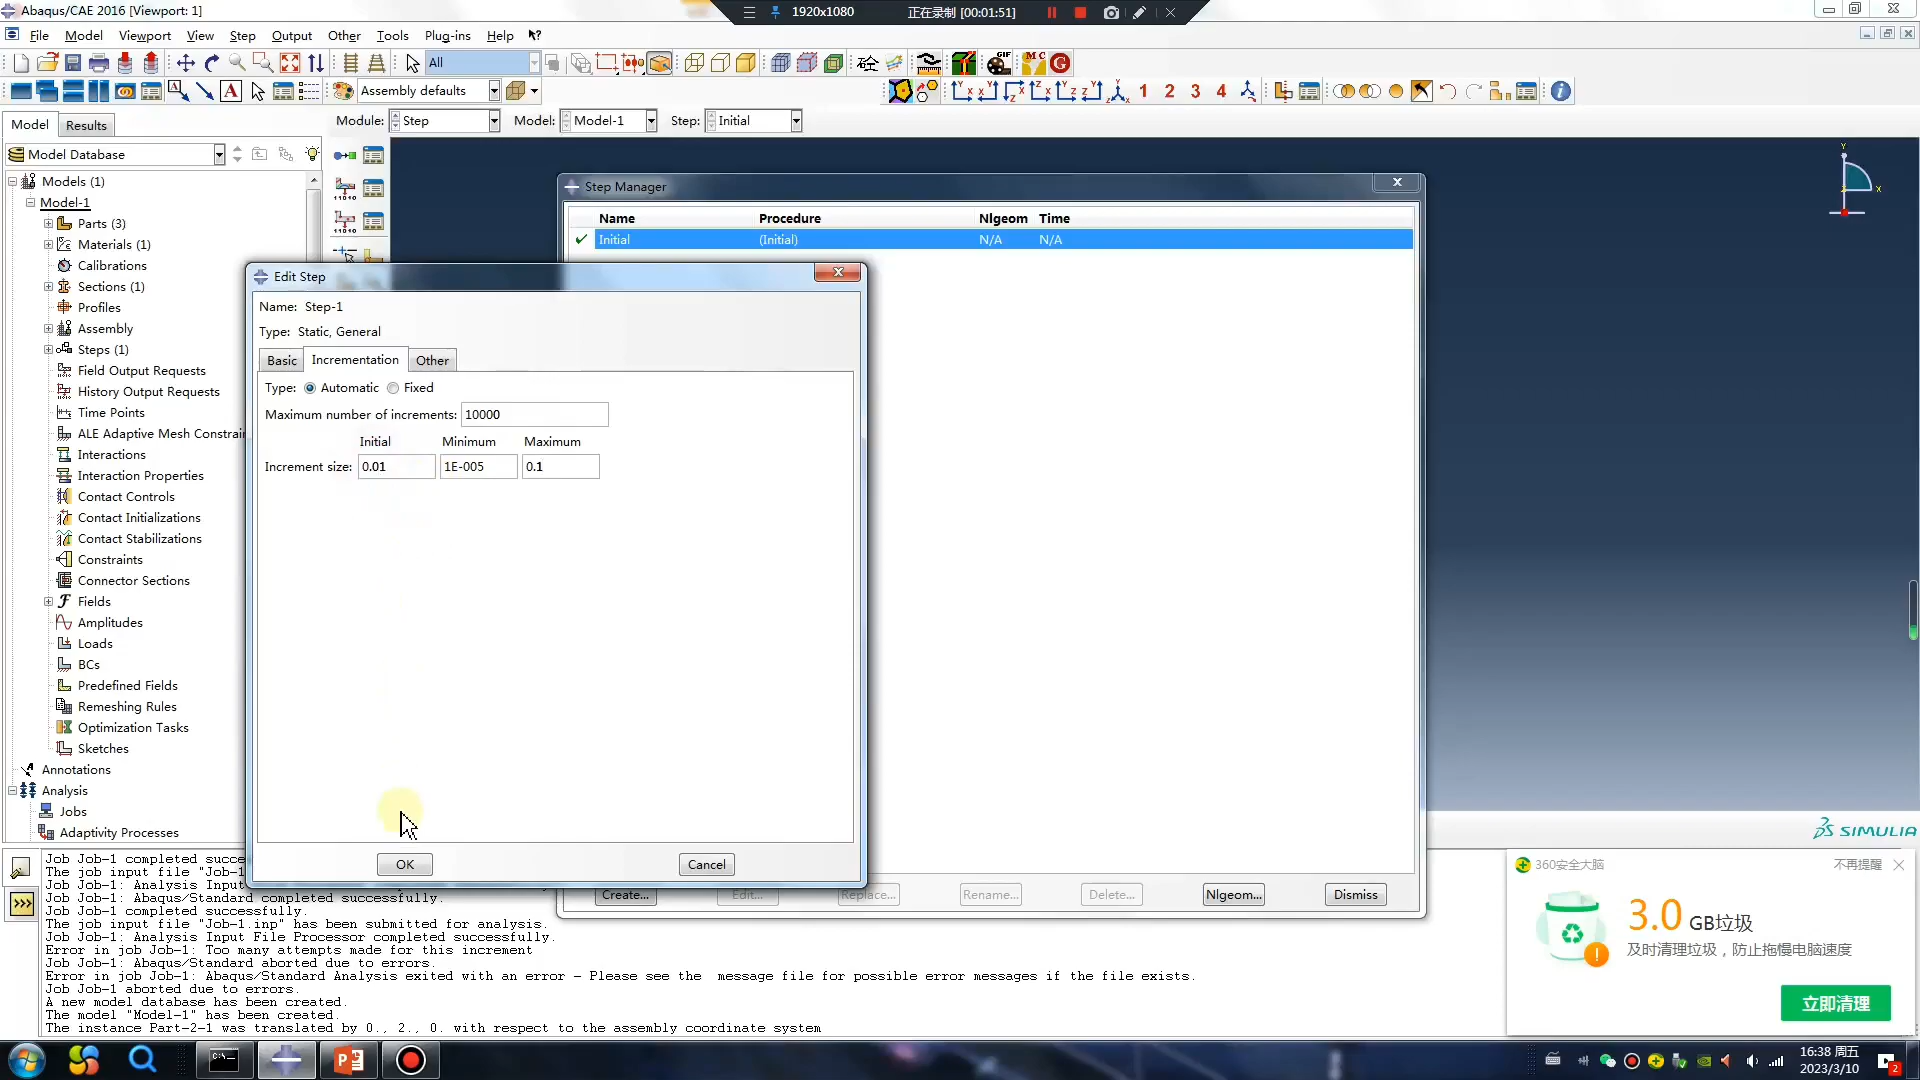 Abaqus/CAE 2016 [Viewport: 1]
1920x1080
正在录制 [00:01:51]
File Model Viewport View Step Output Other Tools Plug-ins Help
All
GIF
M C
G
A
Assembly defaults
1 2 3 4
Model Results
Module: Step Model: Model-1 Step: Initial
Model Database
Models (1)
Model-1
Parts (3)
Materials (1)
Calibrations
Sections (1)
Profiles
Assembly
Steps (1)
Field Output Requests
History Output Requests
Time Points
ALE Adaptive Mesh Constrai
Interactions
Interaction Properties
Contact Controls
Contact Initializations
Contact Stabilizations
Constraints
Connector Sections
Fields
Amplitudes
Loads
BCs
Predefined Fields
Remeshing Rules
Optimization Tasks
Sketches
Annotations
Analysis
Jobs
Adaptivity Processes
Step Manager
Name Procedure Nlgeom Time
Initial (Initial) N/A N/A
Create... Edit... Replace... Rename... Delete... Nlgeom... Dismiss
Edit Step
Name: Step-1
Type: Static, General
Basic Incrementation Other
Type: Automatic Fixed
Maximum number of increments: 10000
Initial Minimum Maximum
Increment size: 0.01 1E-005 0.1
OK Cancel
Y
X
SIMULIA
Job Job-1 completed succe
The job input file "Job-1
Job Job-1: Analysis Input
Job Job-1: Abaqus/Standard completed successfully.
Job Job-1 completed successfully.
The job input file "Job-1.inp" has been submitted for analysis.
Job Job-1: Analysis Input File Processor completed successfully.
Error in job Job-1: Too many attempts made for this increment
Job Job-1: Abaqus/Standard aborted due to errors.
Error in job Job-1: Abaqus/Standard Analysis exited with an error - Please see the message file for possible error messages if the file exists.
Job Job-1 aborted due to errors.
A new model database has been created.
The model "Model-1" has been created.
The instance Part-2-1 was translated by 0., 2., 0. with respect to the assembly coordinate system
360安全大脑
不再提醒
3.0 GB垃圾
及时清理垃圾，防止拖慢电脑速度
立即清理
16:38 周五
2023/3/10
2